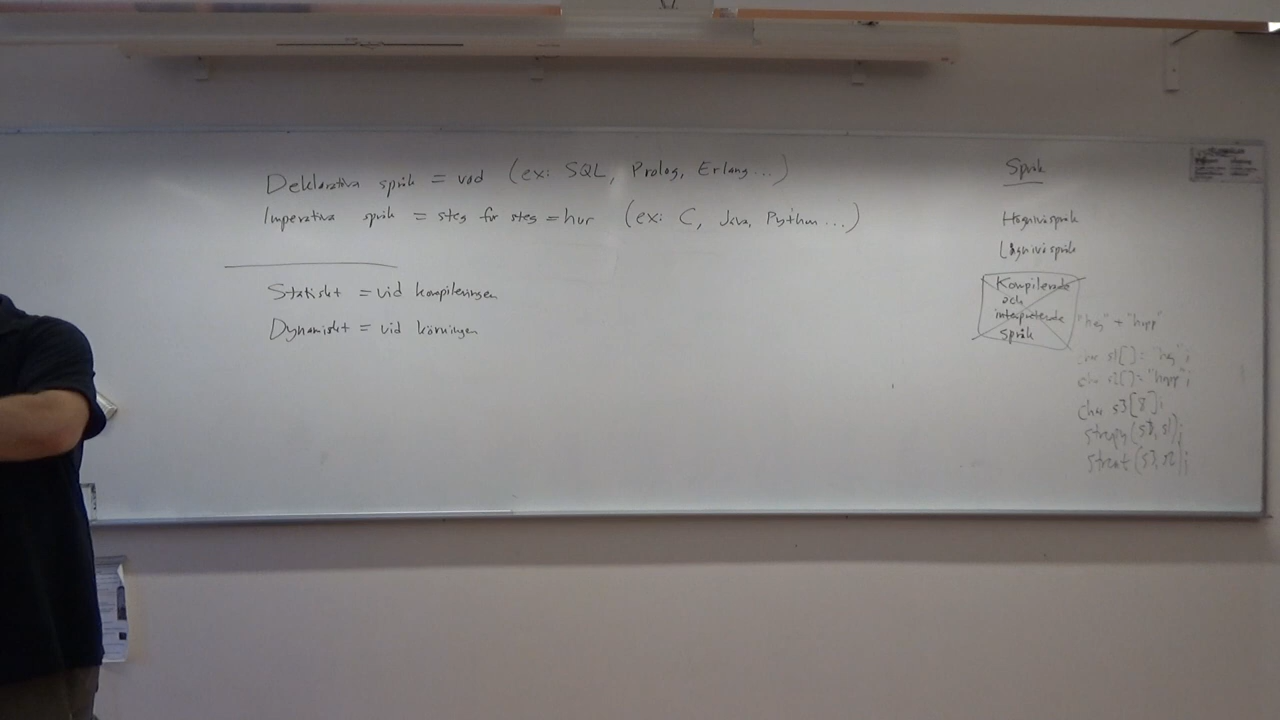 Deklarativa språk = vad (ex: SQL, Prolog, Erlang...)
Imperativa språk = steg för steg = hur (ex: C, Java, Python...)
Statiskt = vid kompileringen
Dynamiskt = vid körningen
Språk
Högnivåspråk
Lågnivåspråk
Kompilerade
och
interpreterade
språk
"hej" + "hopp"
char s1[] = "hej";
char s2[] = "hopp";
char s3[8];
strcpy(s3, s1);
strcat(s3, s2);